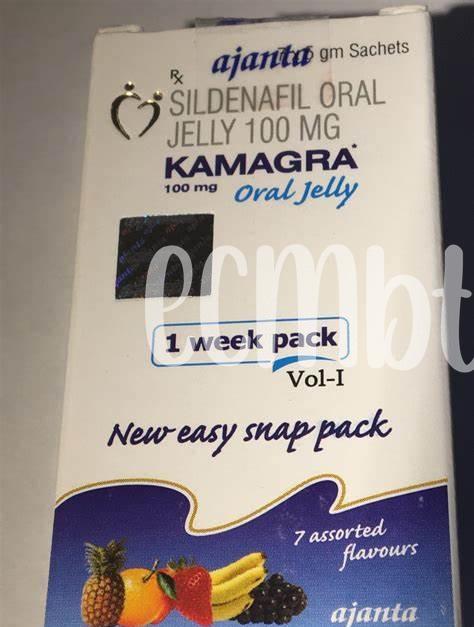 ajanta gm Sachets
Rx
SILDENAFIL ORAL
JELLY 100 MG
KAMAGRA*
100 mg Oral Jelly
ajanta
ecmbt
1 week pack
Vol-I
New easy snap pack
7 assorted
flavours
ajanta